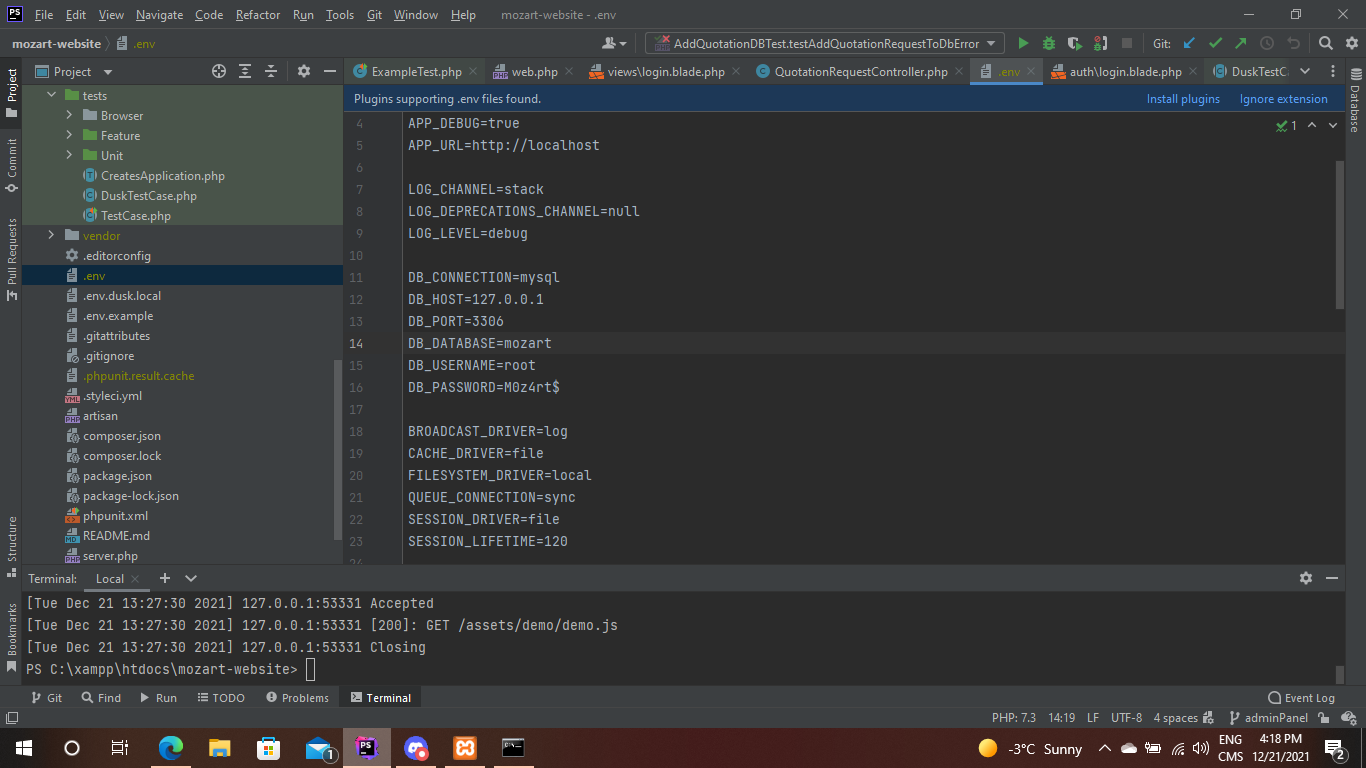 File Edit View Navigate Code Refactor Run Tools Git Window Help mozart-website - .env
mozart-website .env AddQuotationDBTest.testAddQuotationRequestToDbError Git:
Project ExampleTest.php web.php views\login.blade.php QuotationRequestController.php .env auth\login.blade.php DuskTestC
Plugins supporting .env files found. Install plugins Ignore extension
Project
Commit
Pull Requests
Structure
Bookmarks
Database
tests
Browser
Feature
Unit
CreatesApplication.php
DuskTestCase.php
TestCase.php
vendor
.editorconfig
.env
.env.dusk.local
.env.example
.gitattributes
.gitignore
.phpunit.result.cache
.styleci.yml
artisan
composer.json
composer.lock
package.json
package-lock.json
phpunit.xml
README.md
server.php
1
4 APP_DEBUG=true
5 APP_URL=http://localhost
6
7 LOG_CHANNEL=stack
8 LOG_DEPRECATIONS_CHANNEL=null
9 LOG_LEVEL=debug
10
11 DB_CONNECTION=mysql
12 DB_HOST=127.0.0.1
13 DB_PORT=3306
14 DB_DATABASE=mozart
15 DB_USERNAME=root
16 DB_PASSWORD=M0z4rt$
17
18 BROADCAST_DRIVER=log
19 CACHE_DRIVER=file
20 FILESYSTEM_DRIVER=local
21 QUEUE_CONNECTION=sync
22 SESSION_DRIVER=file
23 SESSION_LIFETIME=120
Terminal: Local
[Tue Dec 21 13:27:30 2021] 127.0.0.1:53331 Accepted
[Tue Dec 21 13:27:30 2021] 127.0.0.1:53331 [200]: GET /assets/demo/demo.js
[Tue Dec 21 13:27:30 2021] 127.0.0.1:53331 Closing
PS C:\xampp\htdocs\mozart-website>
Git Find Run TODO Problems Terminal Event Log
PHP: 7.3 14:19 LF UTF-8 4 spaces adminPanel
-3°C Sunny ENG 4:18 PM
CMS 12/21/2021